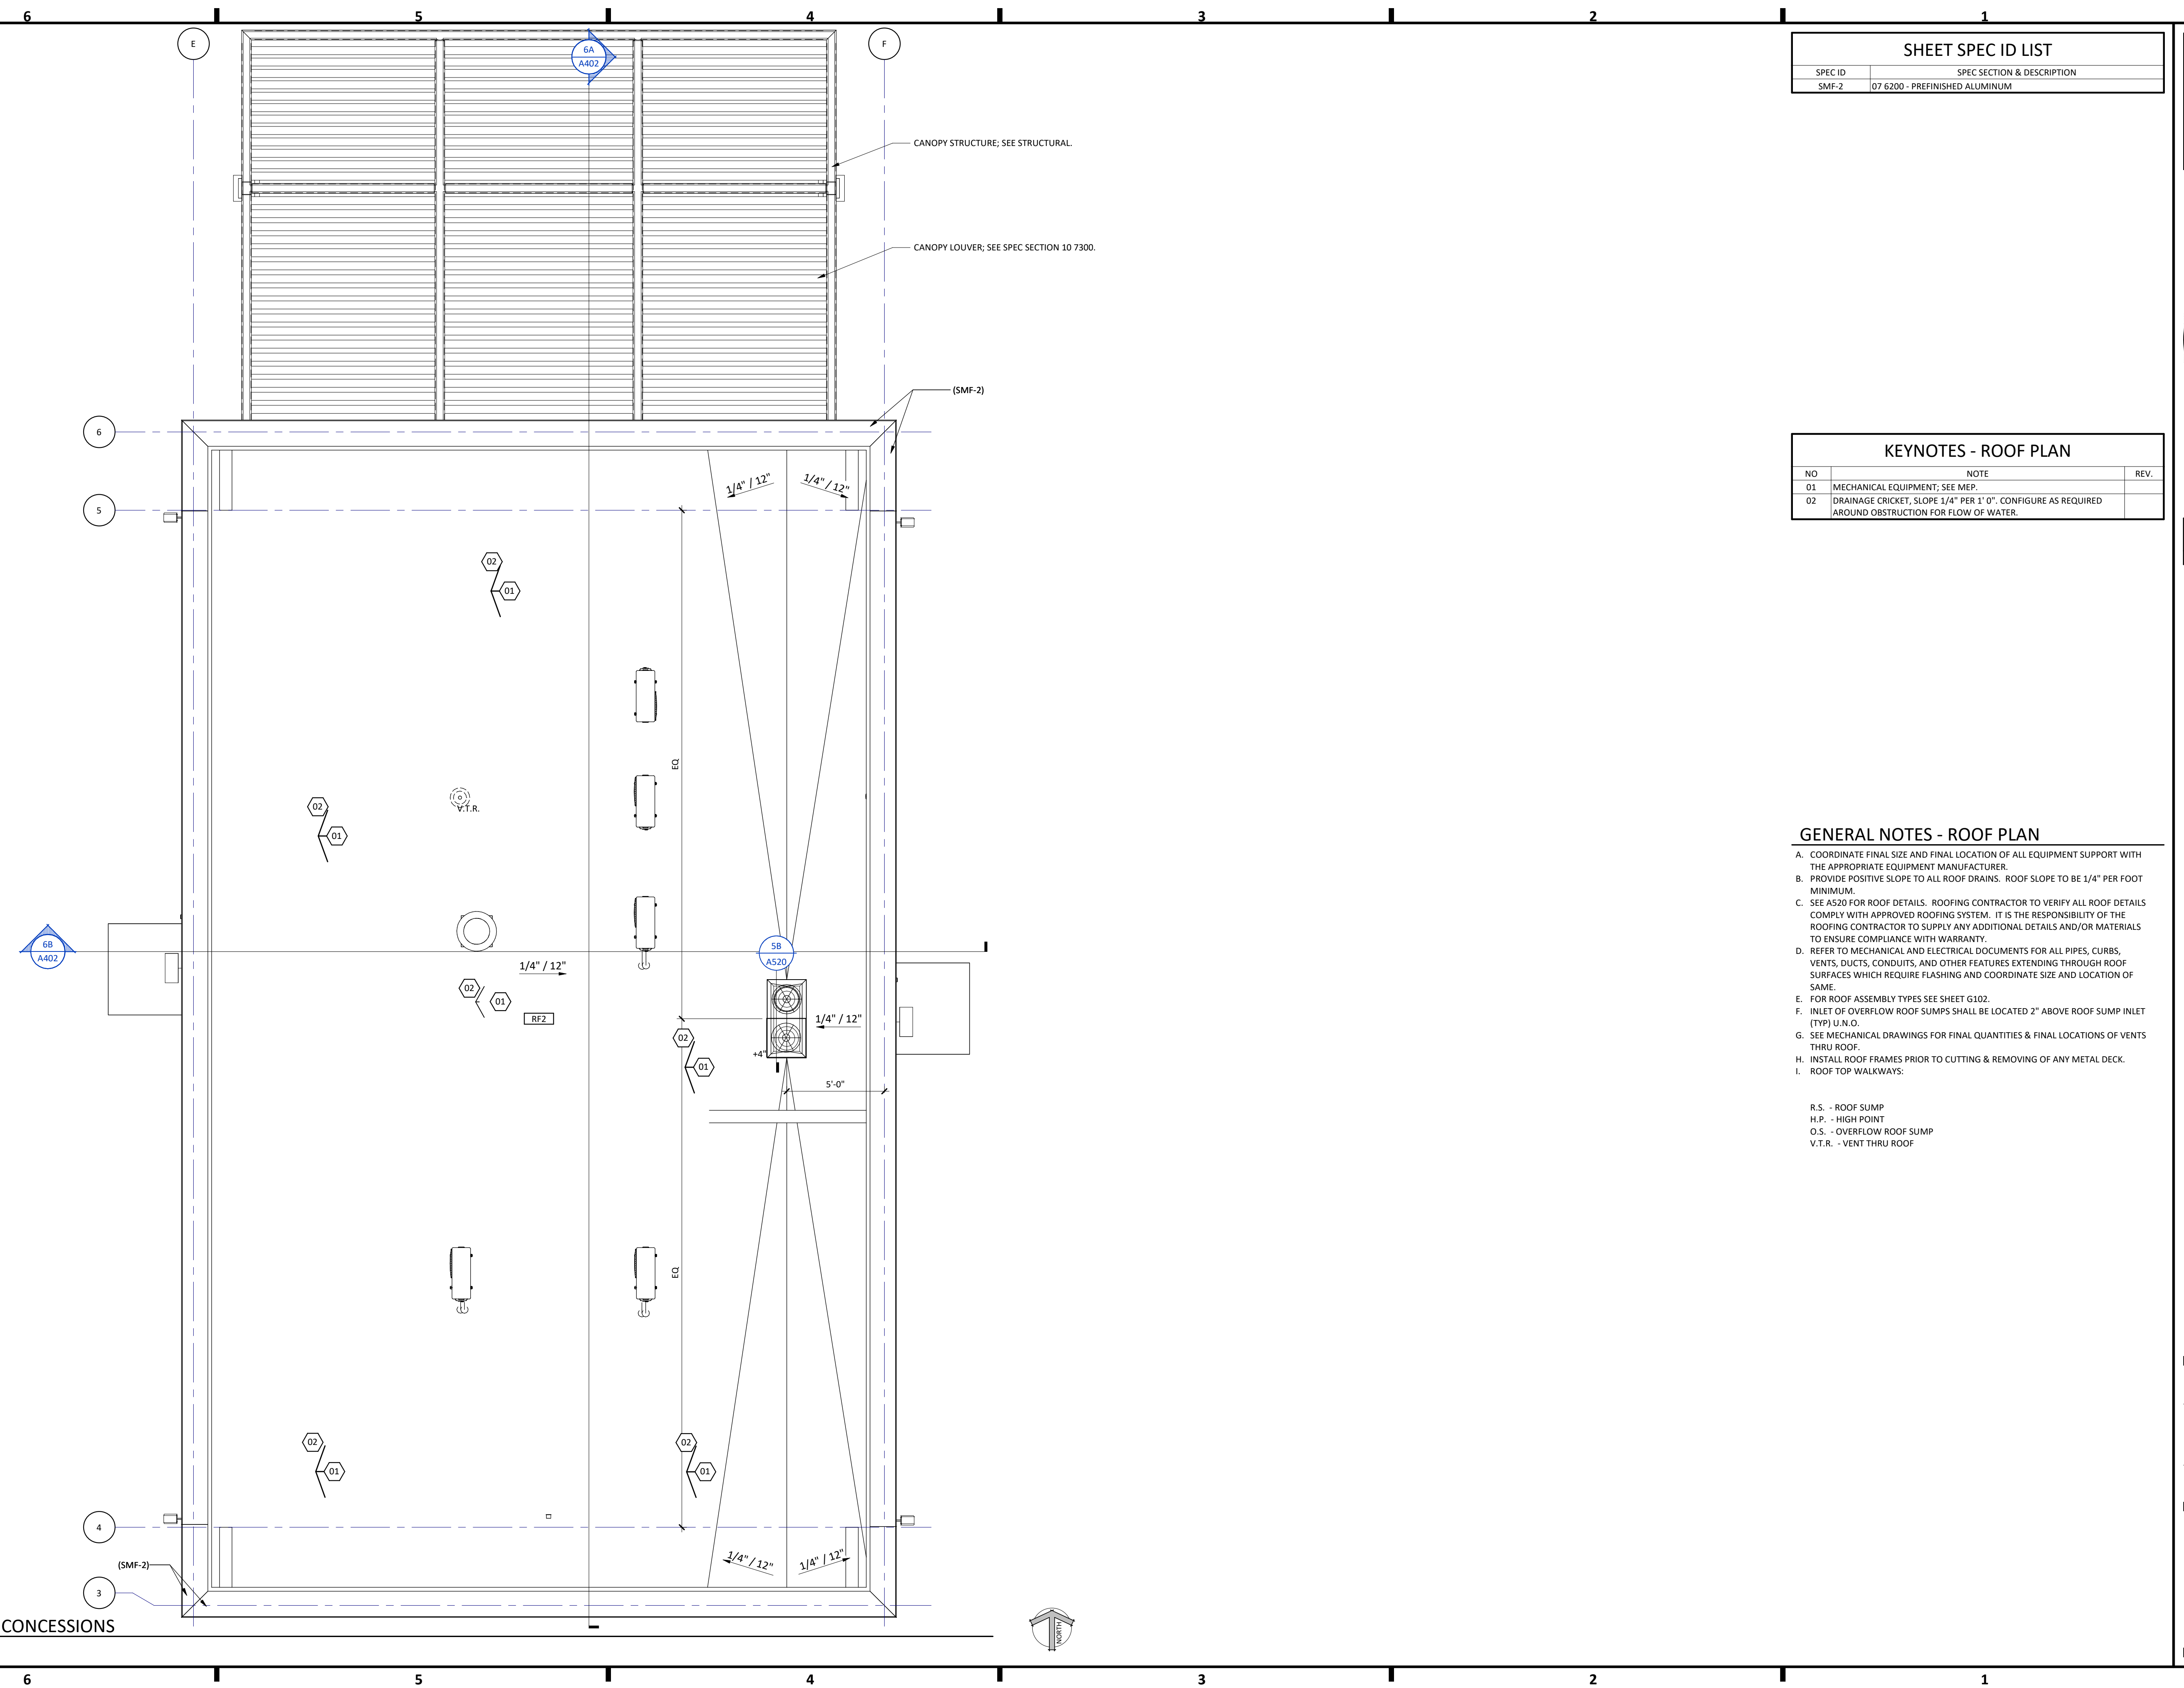 6 5 4 3 2 1
E
6A
A402
F
CANOPY STRUCTURE; SEE STRUCTURAL.
CANOPY LOUVER; SEE SPEC SECTION 10 7300.
(SMF-2)
6
1/4" / 12"
1/4" / 12"
5
02
01
EQ
02
V.T.R.
01
6B
A402
5B
A520
1/4" / 12"
02
01
RF2
1/4" / 12"
02
+4"
01
5'-0"
EQ
02
01
02
01
4
1/4" / 12"
1/4" / 12"
(SMF-2)
3
CONCESSIONS
NORTH
SHEET SPEC ID LIST
SPEC ID SPEC SECTION & DESCRIPTION
SMF-2 07 6200 - PREFINISHED ALUMINUM
KEYNOTES - ROOF PLAN
NO NOTE REV.
01 MECHANICAL EQUIPMENT; SEE MEP.
02 DRAINAGE CRICKET, SLOPE 1/4" PER 1' 0". CONFIGURE AS REQUIRED
AROUND OBSTRUCTION FOR FLOW OF WATER.
GENERAL NOTES - ROOF PLAN
A. COORDINATE FINAL SIZE AND FINAL LOCATION OF ALL EQUIPMENT SUPPORT WITH
THE APPROPRIATE EQUIPMENT MANUFACTURER.
B. PROVIDE POSITIVE SLOPE TO ALL ROOF DRAINS. ROOF SLOPE TO BE 1/4" PER FOOT
MINIMUM.
C. SEE A520 FOR ROOF DETAILS. ROOFING CONTRACTOR TO VERIFY ALL ROOF DETAILS
COMPLY WITH APPROVED ROOFING SYSTEM. IT IS THE RESPONSIBILITY OF THE
ROOFING CONTRACTOR TO SUPPLY ANY ADDITIONAL DETAILS AND/OR MATERIALS
TO ENSURE COMPLIANCE WITH WARRANTY.
D. REFER TO MECHANICAL AND ELECTRICAL DOCUMENTS FOR ALL PIPES, CURBS,
VENTS, DUCTS, CONDUITS, AND OTHER FEATURES EXTENDING THROUGH ROOF
SURFACES WHICH REQUIRE FLASHING AND COORDINATE SIZE AND LOCATION OF
SAME.
E. FOR ROOF ASSEMBLY TYPES SEE SHEET G102.
F. INLET OF OVERFLOW ROOF SUMPS SHALL BE LOCATED 2" ABOVE ROOF SUMP INLET
(TYP) U.N.O.
G. SEE MECHANICAL DRAWINGS FOR FINAL QUANTITIES & FINAL LOCATIONS OF VENTS
THRU ROOF.
H. INSTALL ROOF FRAMES PRIOR TO CUTTING & REMOVING OF ANY METAL DECK.
I. ROOF TOP WALKWAYS:
R.S. - ROOF SUMP
H.P. - HIGH POINT
O.S. - OVERFLOW ROOF SUMP
V.T.R. - VENT THRU ROOF
6 5 4 3 2 1